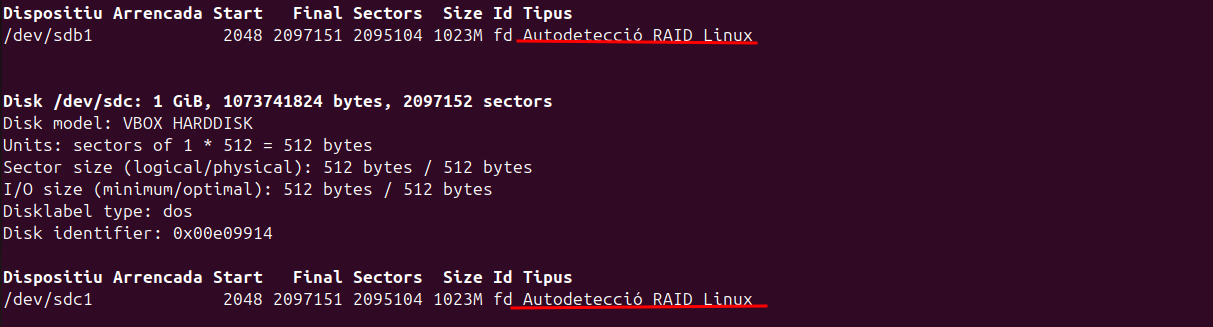 Dispositiu Arrencada Start   Final Sectors  Size Id Tipus
/dev/sdb1             2048 2097151 2095104 1023M fd Autodetecció RAID Linux
Disk /dev/sdc: 1 GiB, 1073741824 bytes, 2097152 sectors
Disk model: VBOX HARDDISK
Units: sectors of 1 * 512 = 512 bytes
Sector size (logical/physical): 512 bytes / 512 bytes
I/O size (minimum/optimal): 512 bytes / 512 bytes
Disklabel type: dos
Disk identifier: 0x00e09914
Dispositiu Arrencada Start   Final Sectors  Size Id Tipus
/dev/sdc1             2048 2097151 2095104 1023M fd Autodetecció RAID Linux